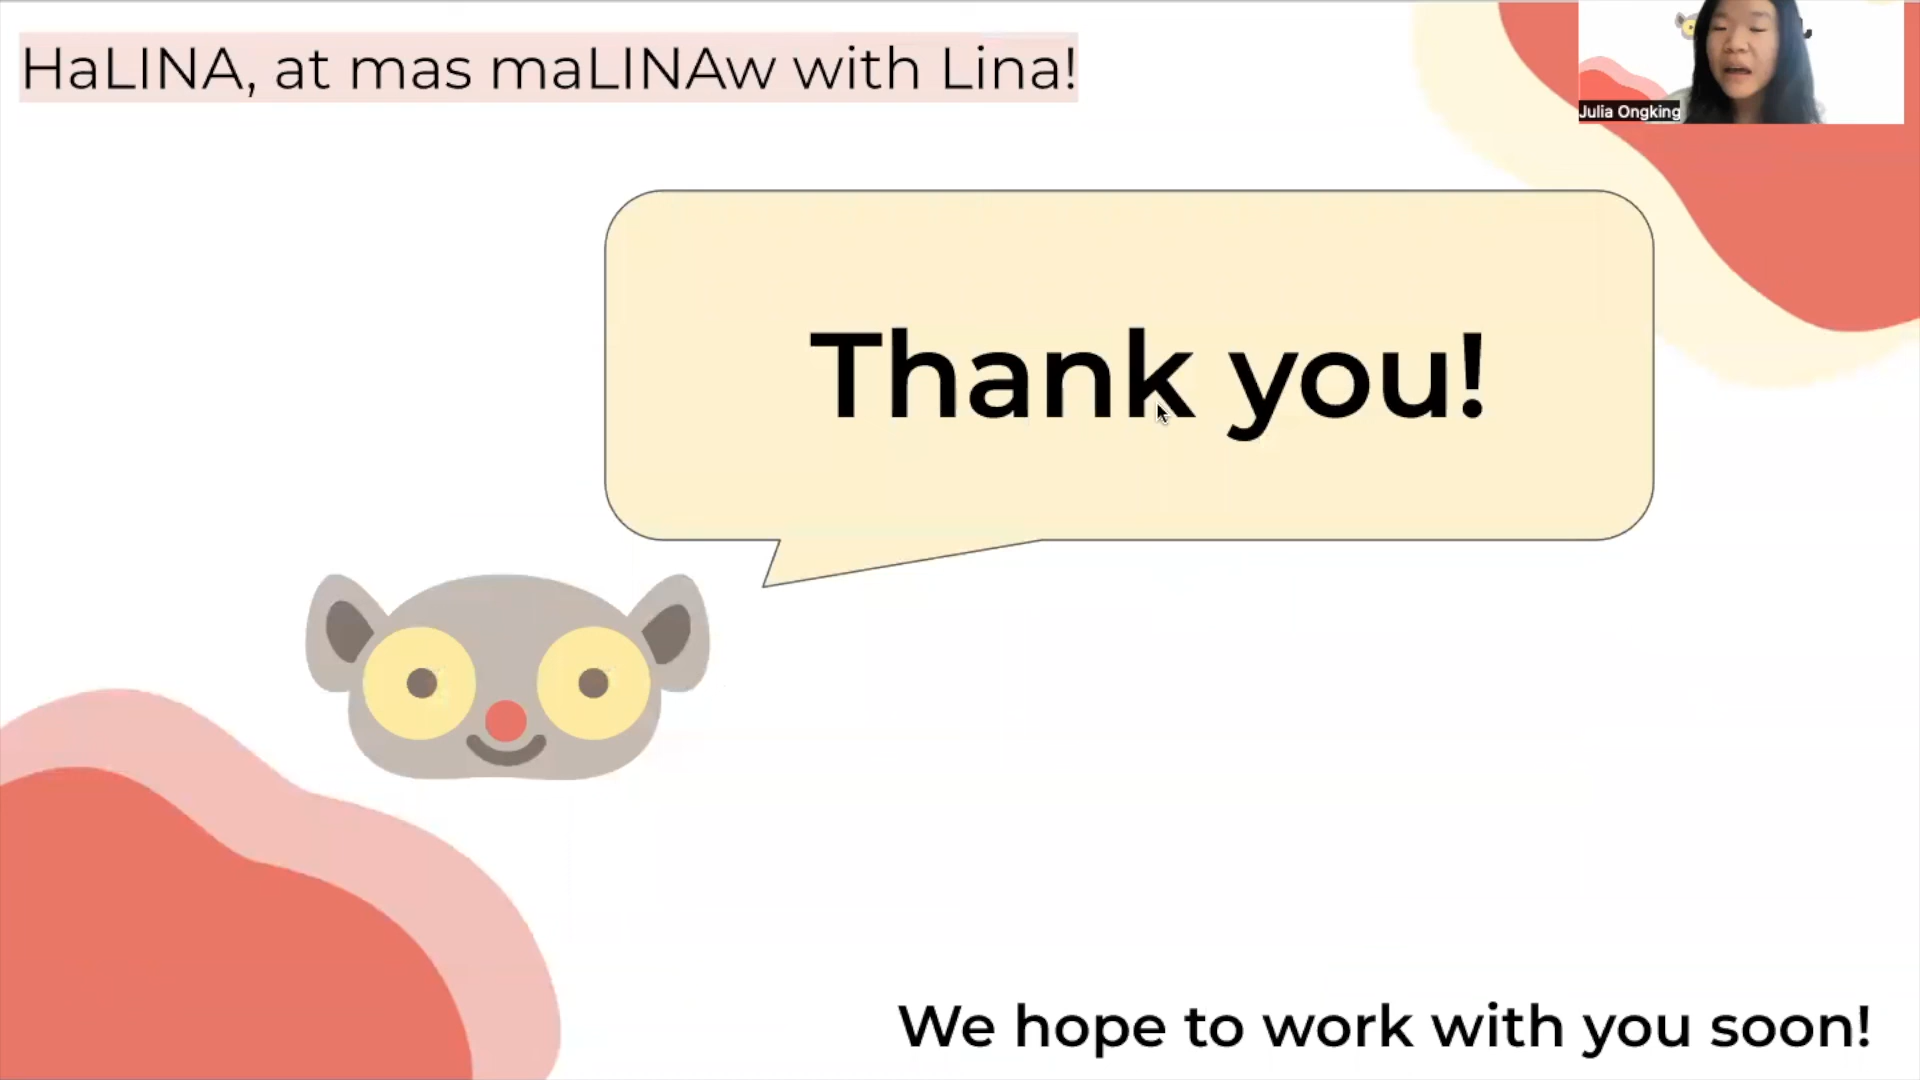 HaLINA, at mas maLINAw with Lina!
Julia Ongking
Thank you!
We hope to work with you soon!